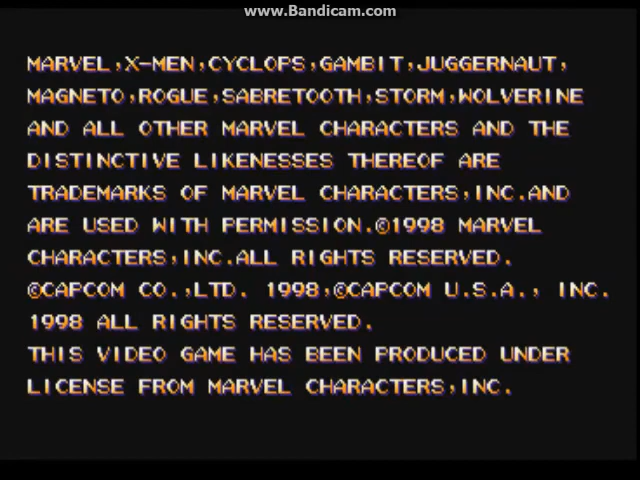 www.Bandicam.com
MARVEL,X-MEN,CYCLOPS,GAMBIT,JUGGERNAUT,
MAGNETO,ROGUE,SABRETOOTH,STORM,WOLVERINE
AND ALL OTHER MARVEL CHARACTERS AND THE
DISTINCTIVE LIKENESSES THEREOF ARE
TRADEMARKS OF MARVEL CHARACTERS,INC.AND
ARE USED WITH PERMISSION.©1998 MARVEL
CHARACTERS,INC.ALL RIGHTS RESERVED.
©CAPCOM CO.,LTD. 1998,©CAPCOM U.S.A., INC.
1998 ALL RIGHTS RESERVED.
THIS VIDEO GAME HAS BEEN PRODUCED UNDER
LICENSE FROM MARVEL CHARACTERS,INC.